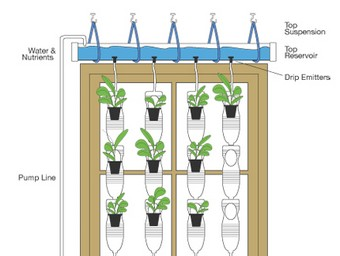 Top
Suspension
Water &
Nutrients
Top
Reservoir
Drip Emitters
Pump Line